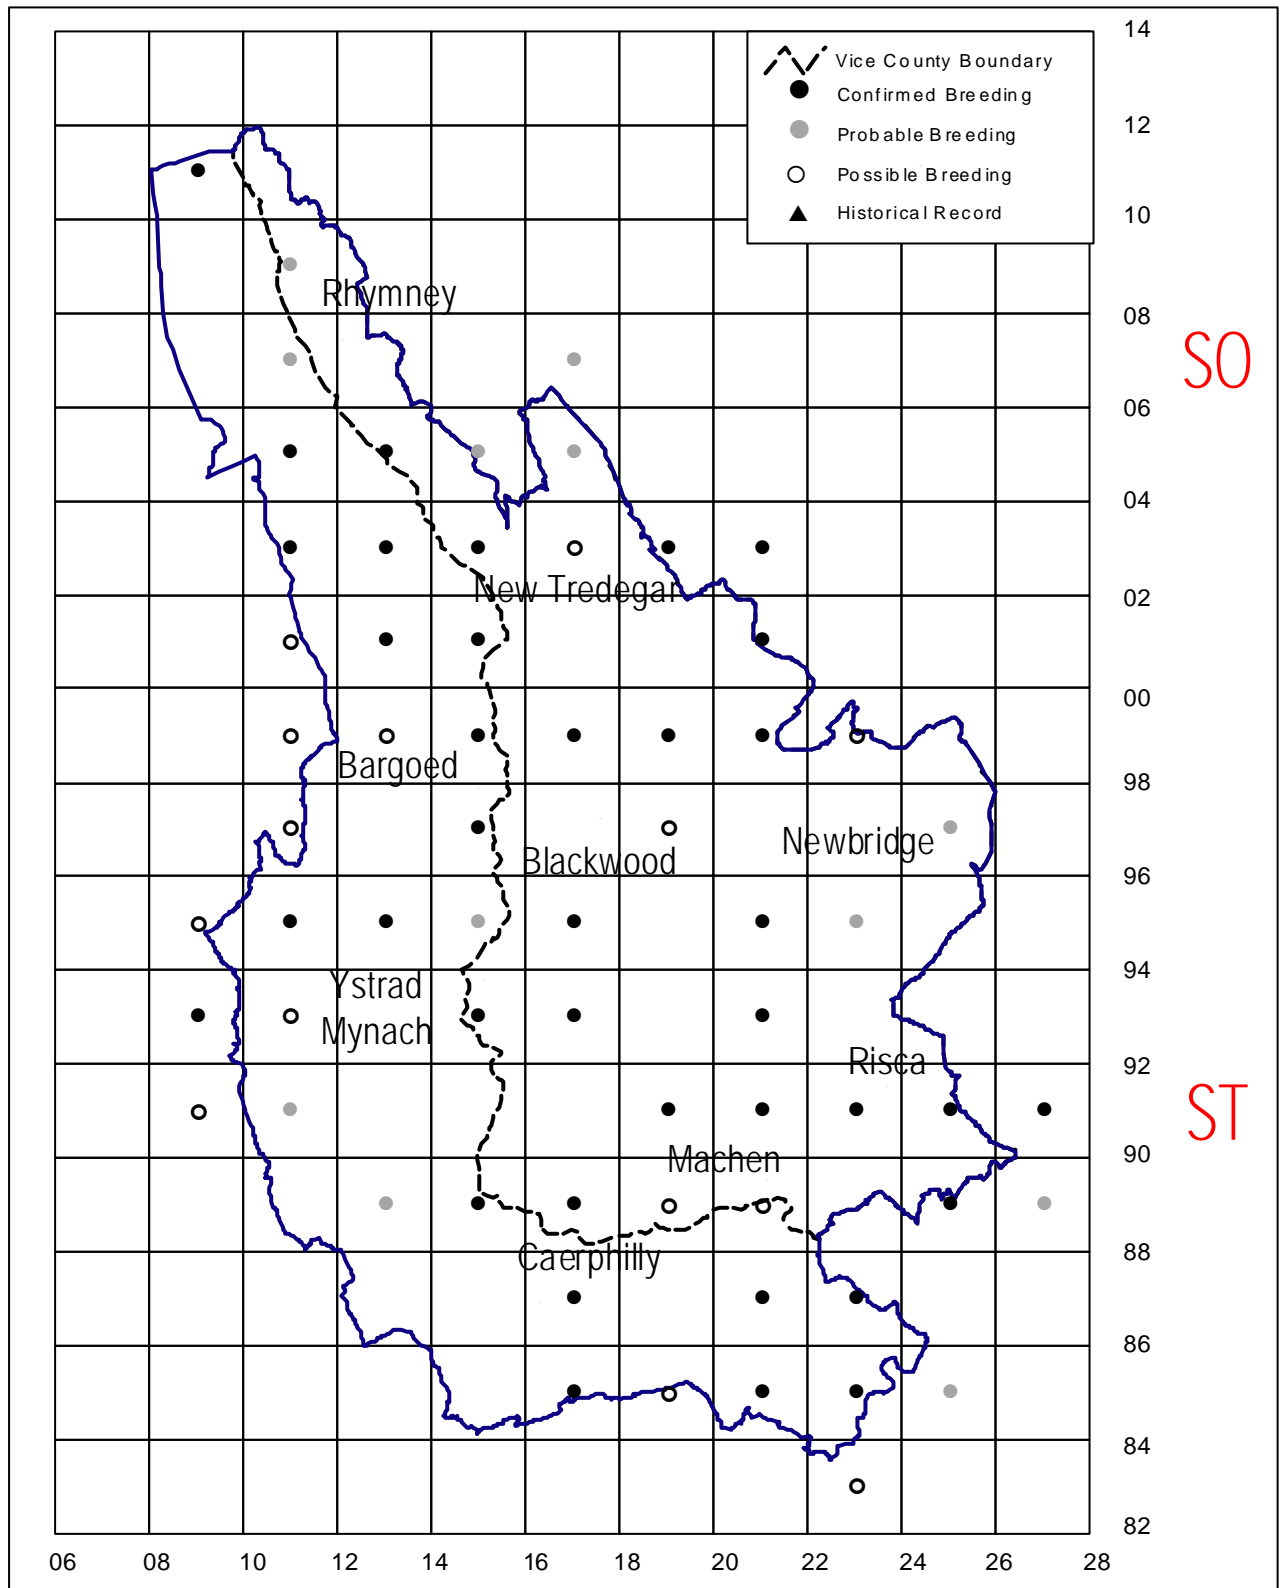 14
Vice County Boundary
Confirmed Breeding
Probable Breeding
Possible Breeding
Historical Record
12
10
Rhymney
08
SO
06
04
New Tredegar
02
00
Bargoed
98
Newbridge
Blackwood
96
Ystrad
Mynach
94
Risca
92
ST
Machen
90
Caerphilly
88
86
84
82
06 08 10 12 14 16 18 20 22 24 26 28